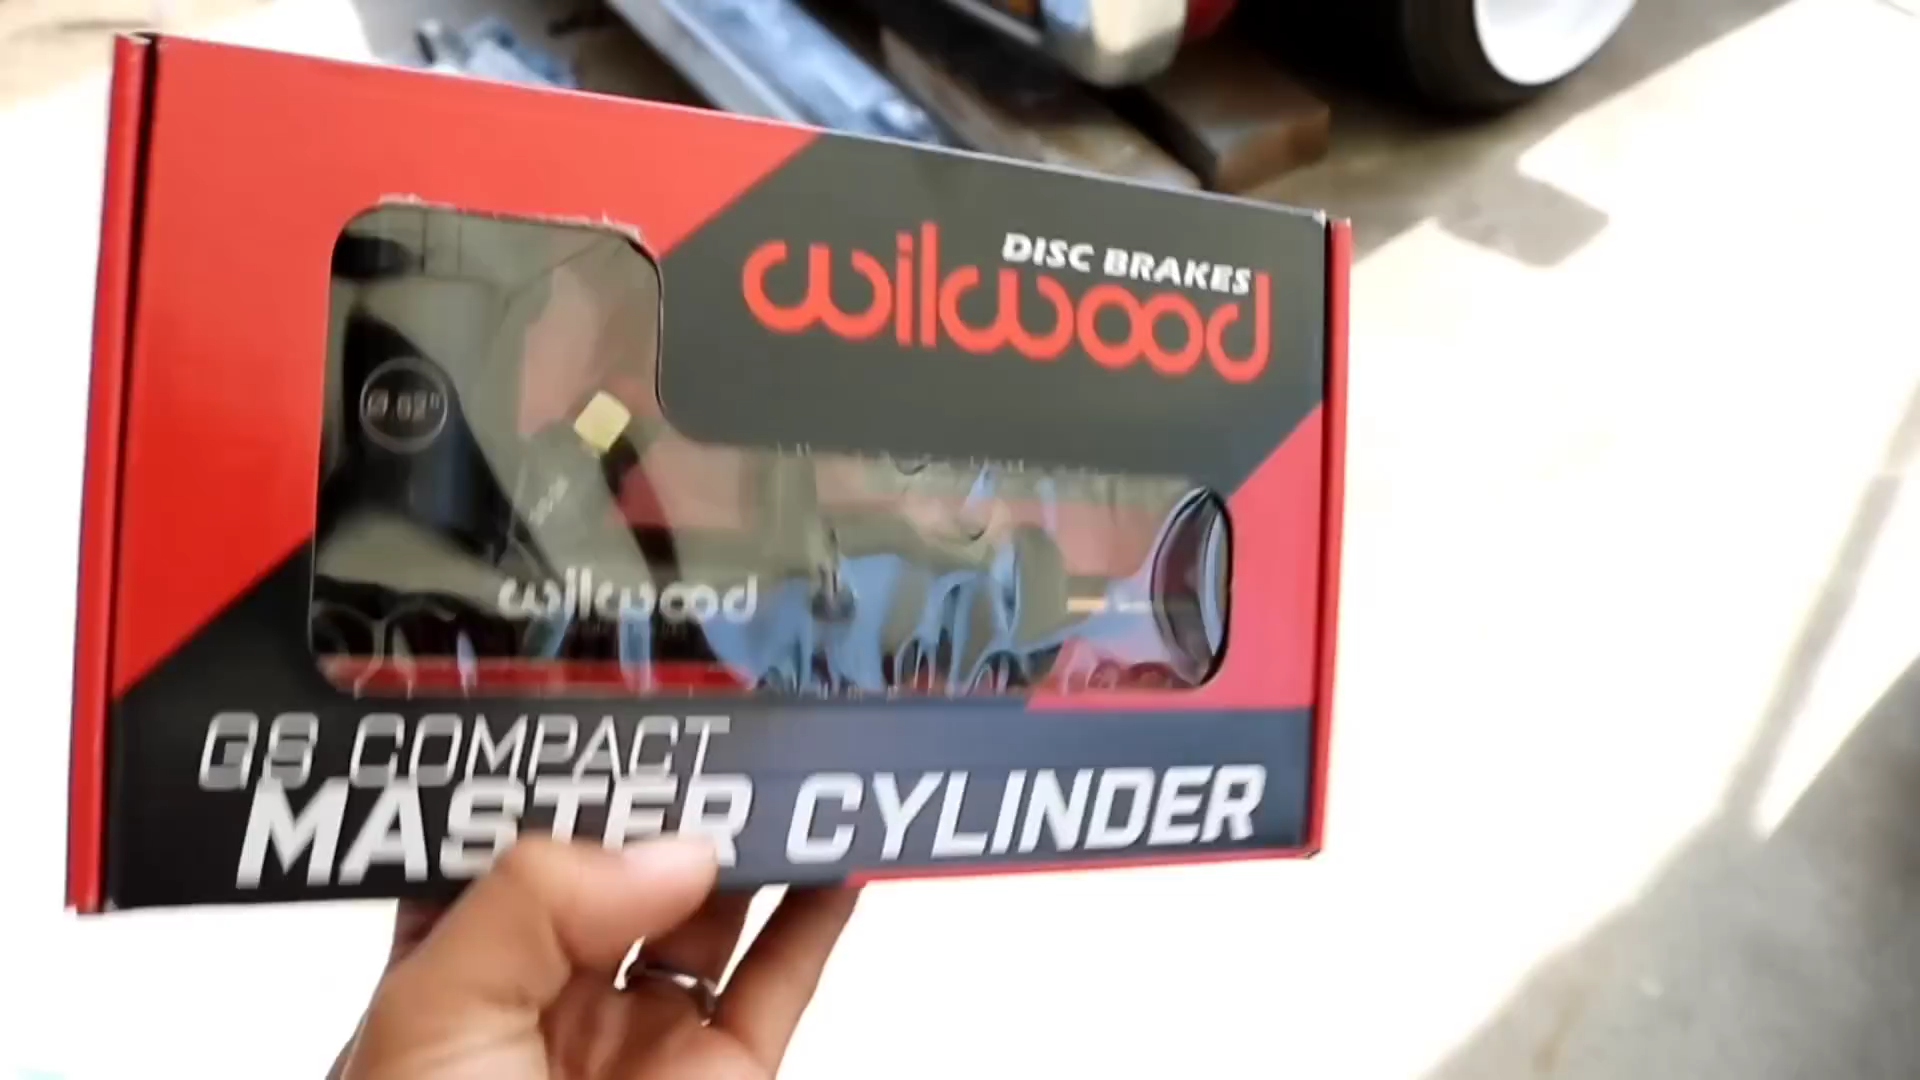 DISC BRAKES
wilwood
wilwood
GS COMPACT
MASTER CYLINDER